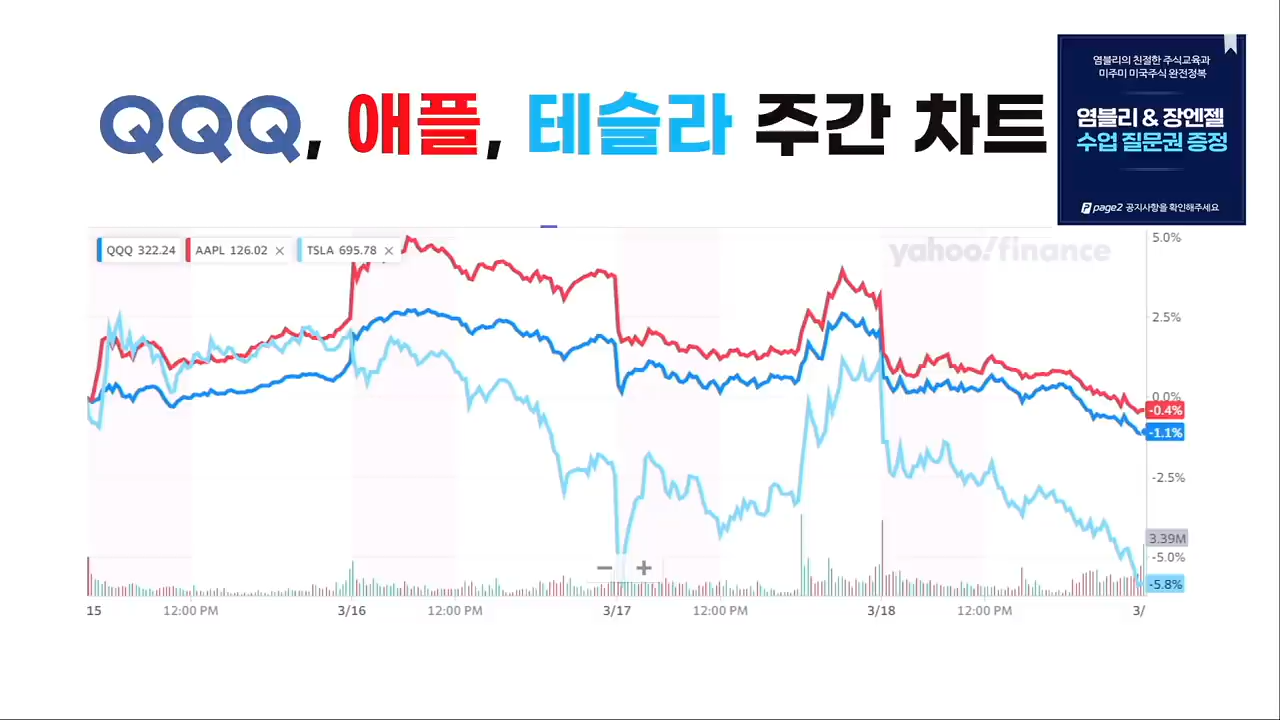 염블리의 친절한 주식교육과
미주미 미국주식 완전정복
QQQ, 애플, 테슬라 주간 차트
염블리 & 장엔젤
수업 질문권 증정
page2 공지사항을 확인해주세요
QQQ 322.24 AAPL 126.02 × TSLA 695.78 ×
yahoo!finance
5.0%
2.5%
0.0%
-0.4%
-1.1%
-2.5%
3.39M
-5.0%
-5.8%
− +
15 12:00 PM 3/16 12:00 PM 3/17 12:00 PM 3/18 12:00 PM 3/